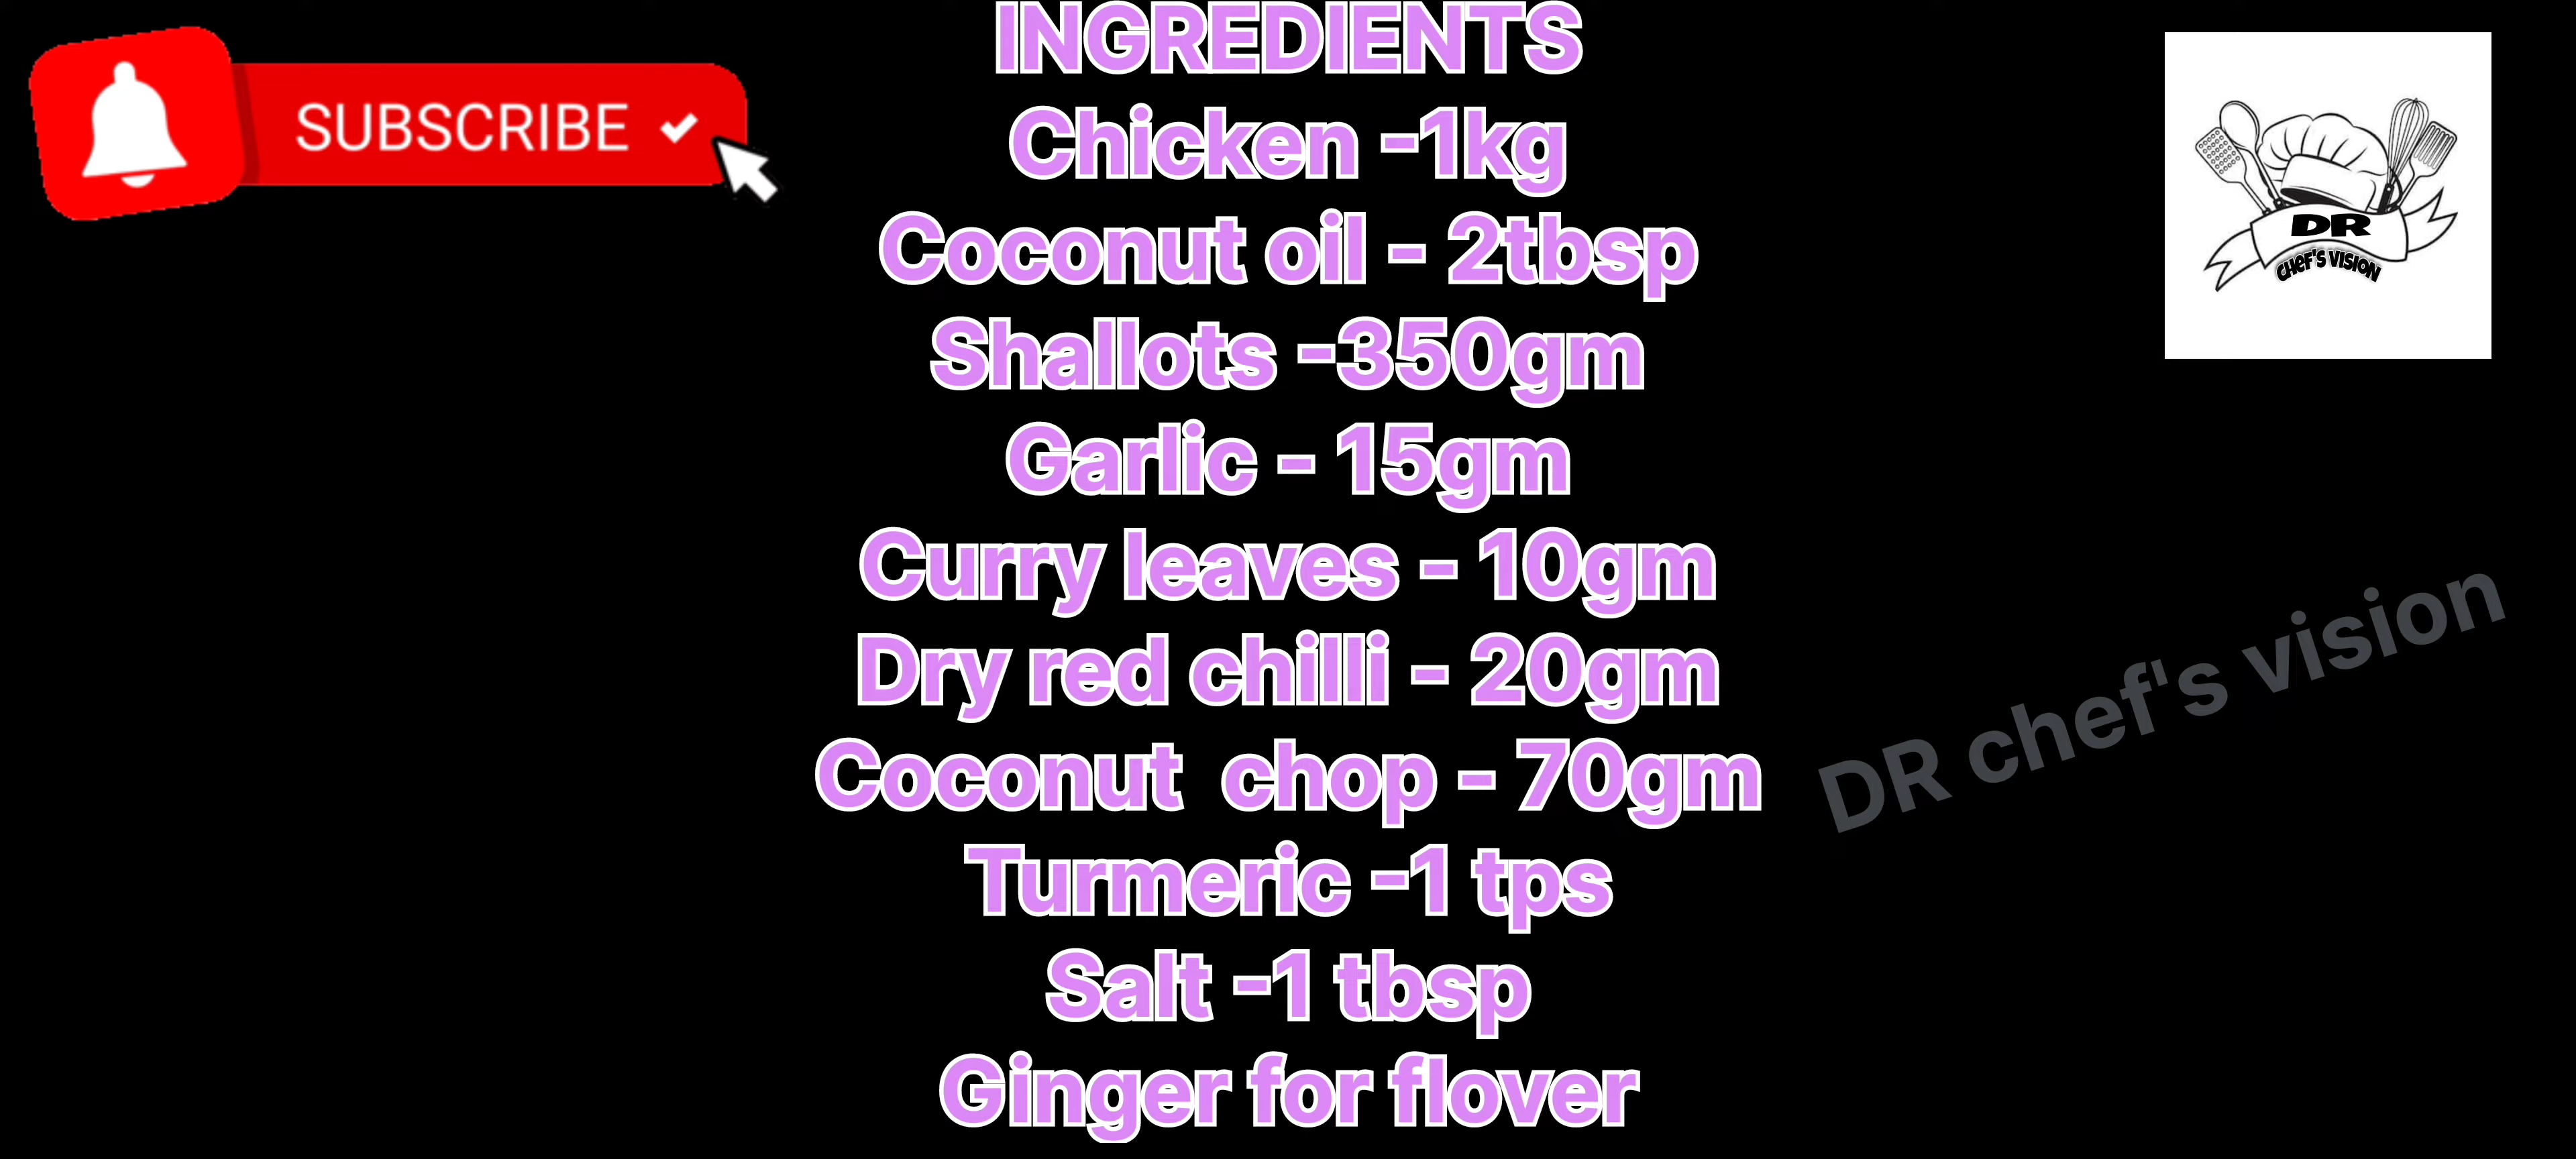 INGREDIENTS
SUBSCRIBE
Chicken -1kg
Coconut oil - 2tbsp
Shallots -350gm
Garlic - 15gm
Curry leaves - 10gm
Dry red chilli - 20gm
Coconut  chop - 70gm
Turmeric -1 tps
Salt -1 tbsp
Ginger for flover
DR
CHEF'S VISION
DR chef's vision